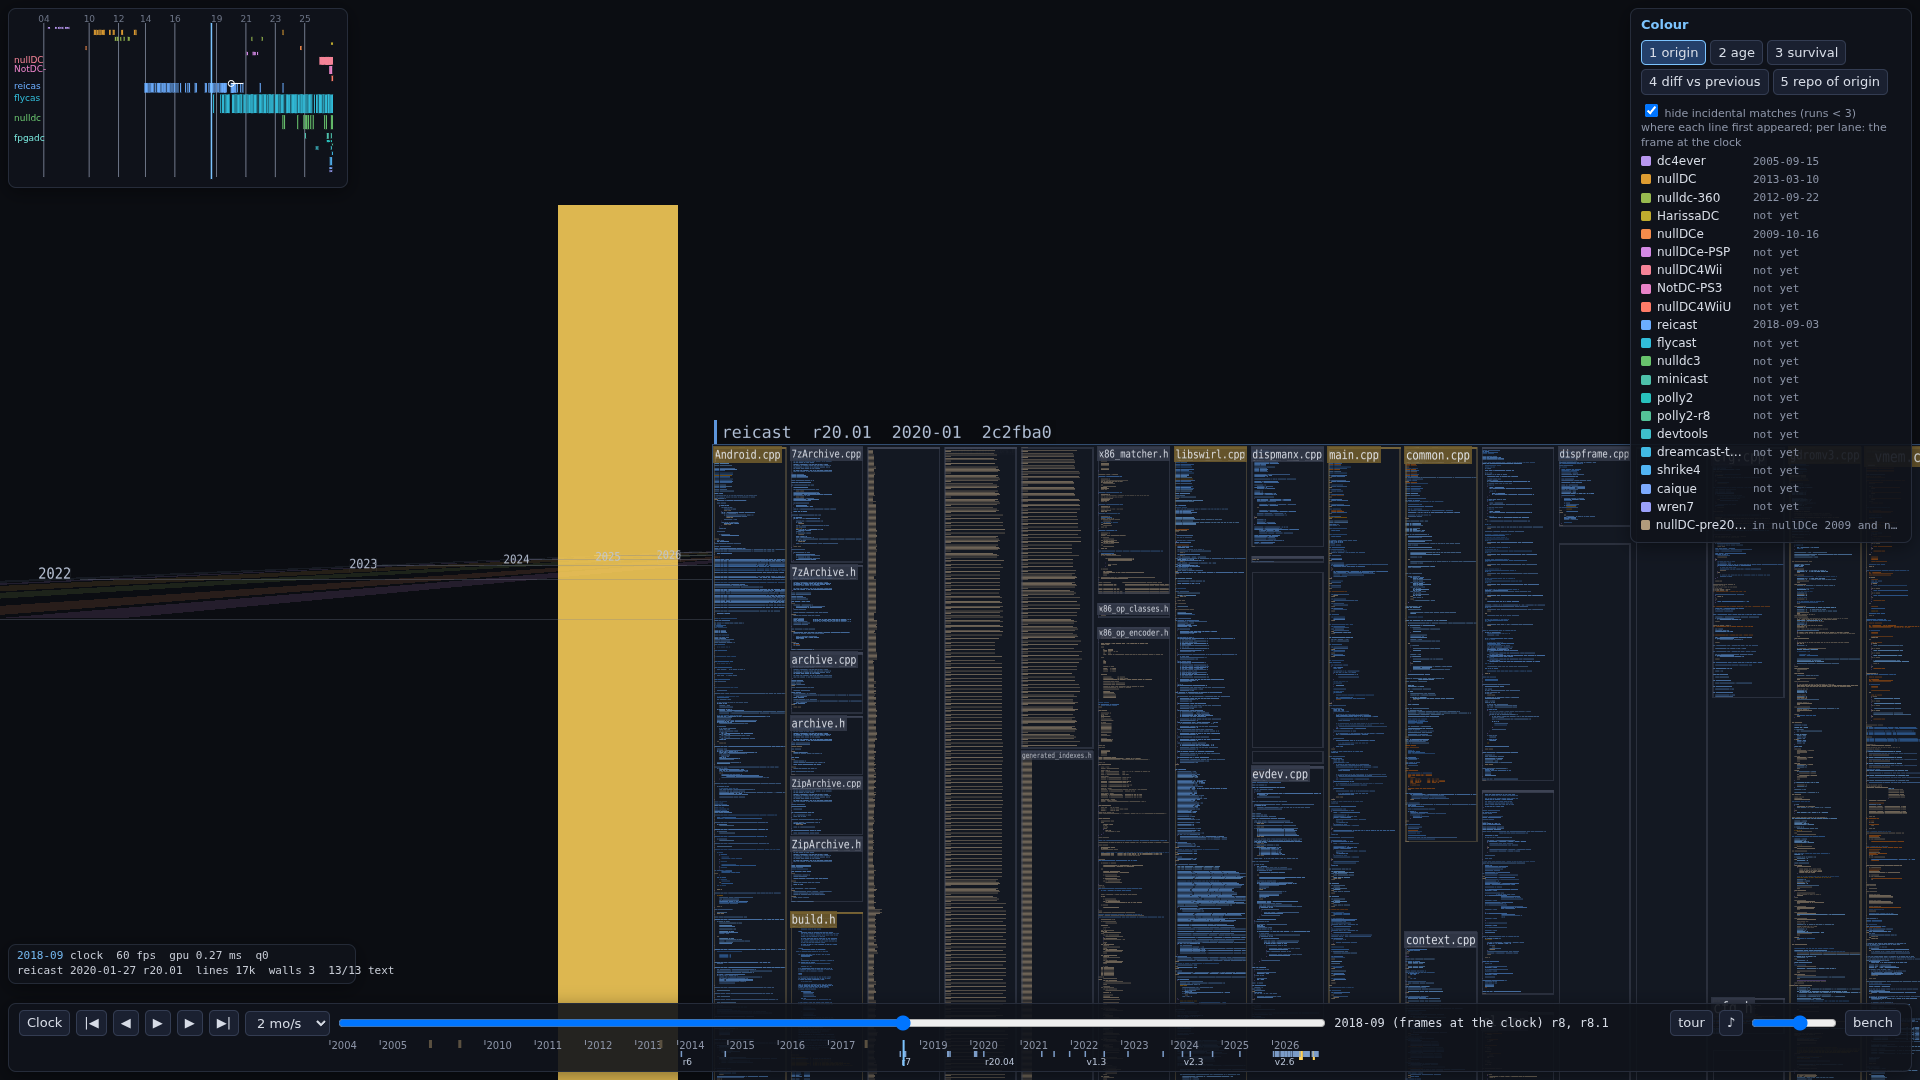 04 10 12 14 16 19 21 23 25
nullDC
NotDC-
reicas
flycas
nulldc
fpgadc
Colour
1 origin
2 age
3 survival
4 diff vs previous
5 repo of origin
hide incidental matches (runs < 3)
where each line first appeared; per lane: the
frame at the clock
dc4ever 2005-09-15
nullDC 2013-03-10
nulldc-360 2012-09-22
HarissaDC not yet
nullDCe 2009-10-16
nullDCe-PSP not yet
nullDC4Wii not yet
NotDC-PS3 not yet
nullDC4WiiU not yet
reicast 2018-09-03
flycast not yet
nulldc3 not yet
minicast not yet
polly2 not yet
polly2-r8 not yet
devtools not yet
dreamcast-t... not yet
shrike4 not yet
caique not yet
wren7 not yet
nullDC-pre20... in nullDCe 2009 and n...
reicast r20.01 2020-01 2c2fba0
Android.cpp 7zArchive.cpp x86_matcher.h libswirl.cpp dispmanx.cpp main.cpp common.cpp dispframe.cpp
2022 2023 2024 2025 2026
7zArchive.h
x86_op_classes.h
x86_op_encoder.h
archive.cpp
archive.h
generated_indexes.h
evdev.cpp
ZipArchive.cpp
ZipArchive.h
build.h
context.cpp
2018-09 clock 60 fps gpu 0.27 ms q0
reicast 2020-01-27 r20.01 lines 17k walls 3 13/13 text
Clock |◀ ◀ ▶ ▶ ▶| 2 mo/s
2018-09 (frames at the clock) r8, r8.1
tour ♪ bench
2004 2005 2010 2011 2012 2013 2014 2015 2016 2017 2019 2020 2021 2022 2023 2024 2025 2026
r6 r7 r20.04 v1.3 v2.3 v2.6